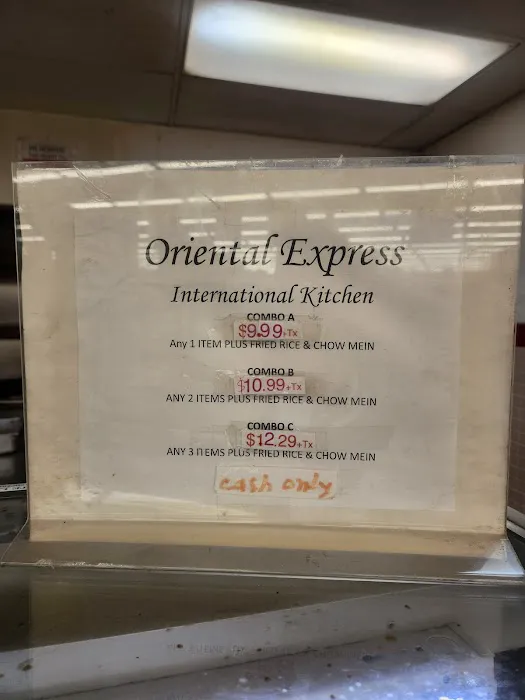 Oriental Express
International Kitchen
COMBO A
$9.99+Tx
Any 1 ITEM PLUS FRIED RICE & CHOW MEIN
COMBO B
$10.99+Tx
ANY 2 ITEMS PLUS FRIED RICE & CHOW MEIN
COMBO C
$12.29+Tx
ANY 3 ITEMS PLUS FRIED RICE & CHOW MEIN
cash only